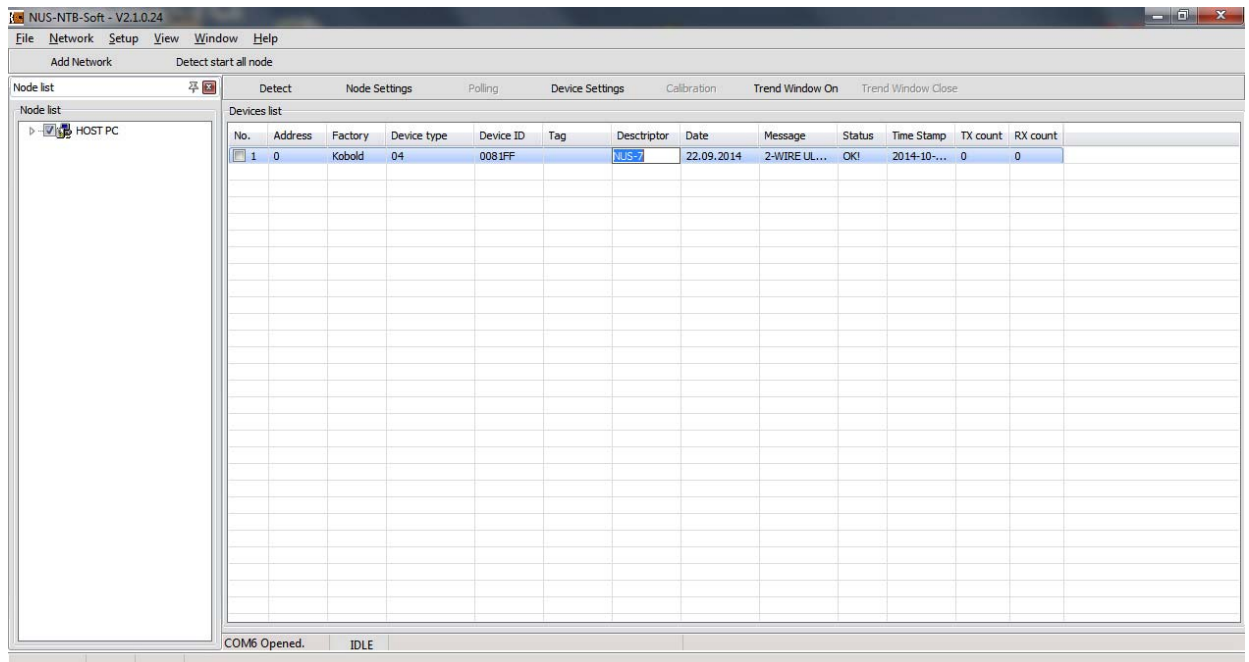 NUS-NTB-Soft - V2.1.0.24
File Network Setup View Window Help
Add Network Detect start all node
Node list
Detect Node Settings Polling Device Settings Calibration Trend Window On Trend Window Close
Node list
HOST PC
Devices list
No. Address Factory Device type Device ID Tag Desctriptor Date Message Status Time Stamp TX count RX count
1 0 Kobold 04 0081FF NUS-7 22.09.2014 2-WIRE UL... OK! 2014-10-... 0 0
COM6 Opened. IDLE